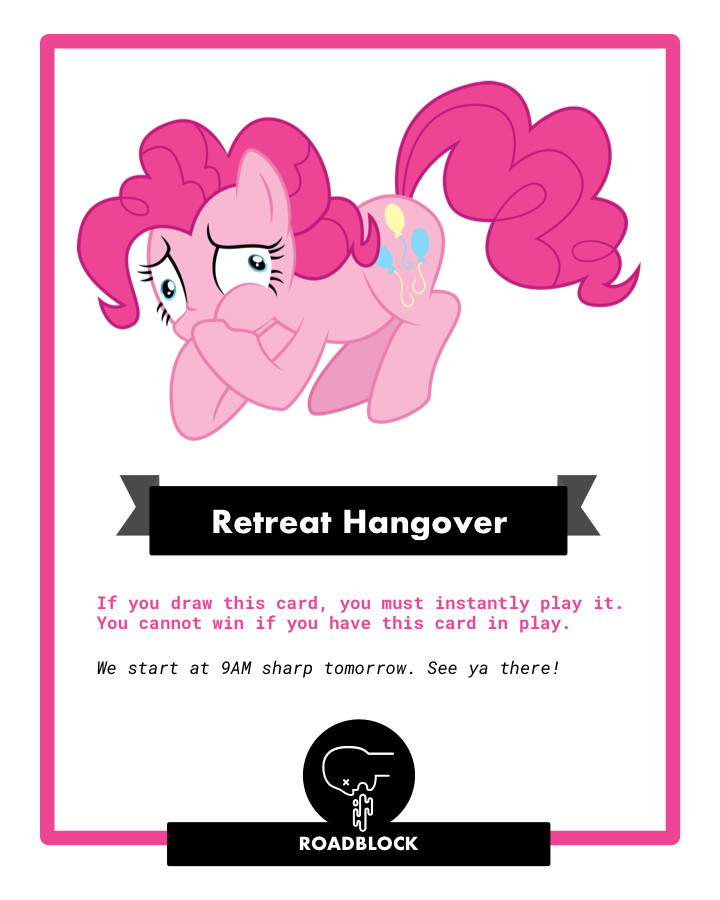 Retreat Hangover
If you draw this card, you must instantly play it.
You cannot win if you have this card in play.
We start at 9AM sharp tomorrow. See ya there!
ROADBLOCK